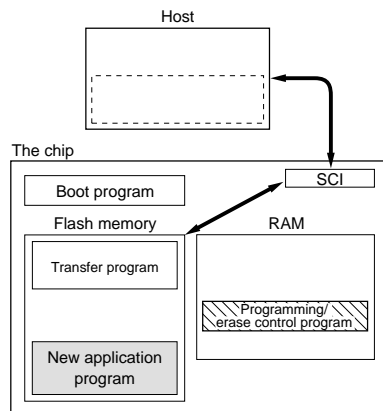 Host
The chip
SCI
Boot program
Flash memory
RAM
Transfer program
Programming/
erase control program
New application
program